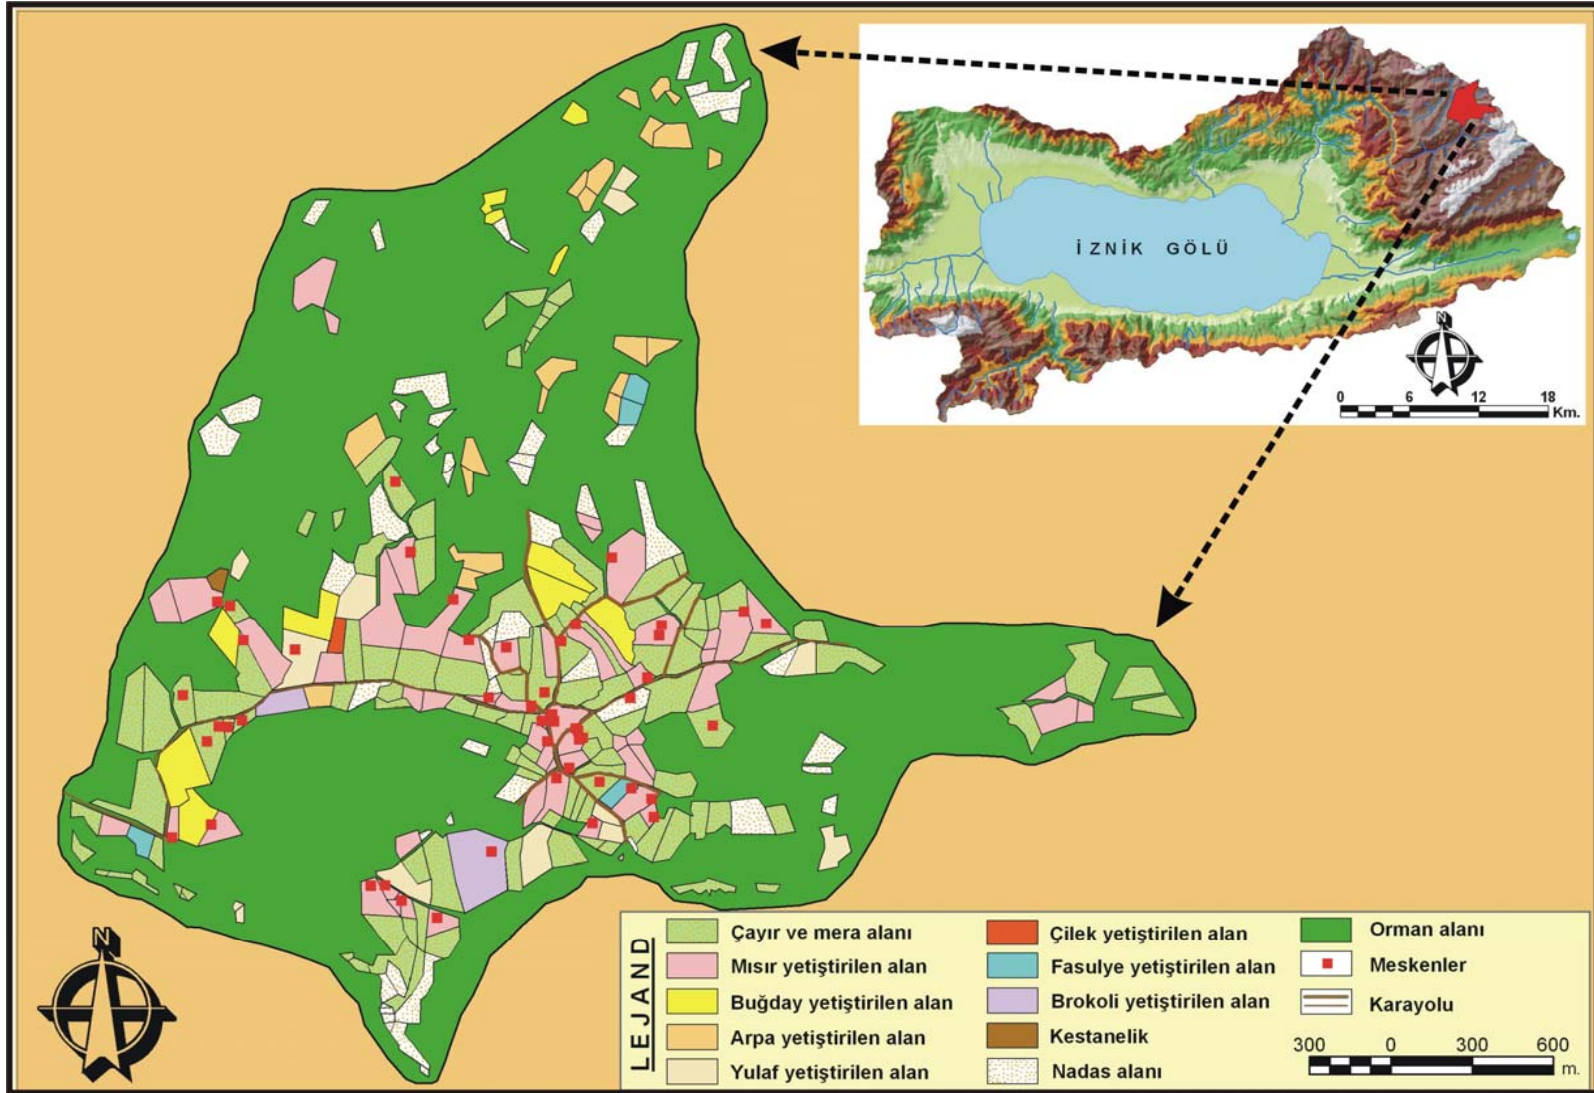 İZNİK GÖLÜ
N
0 6 12 18
Km.
N
LEJAND
Çayır ve mera alanı
Mısır yetiştirilen alan
Buğday yetiştirilen alan
Arpa yetiştirilen alan
Yulaf yetiştirilen alan
Çilek yetiştirilen alan
Fasulye yetiştirilen alan
Brokoli yetiştirilen alan
Kestanelik
Nadas alanı
Orman alanı
Meskenler
Karayolu
300 0 300 600
m.